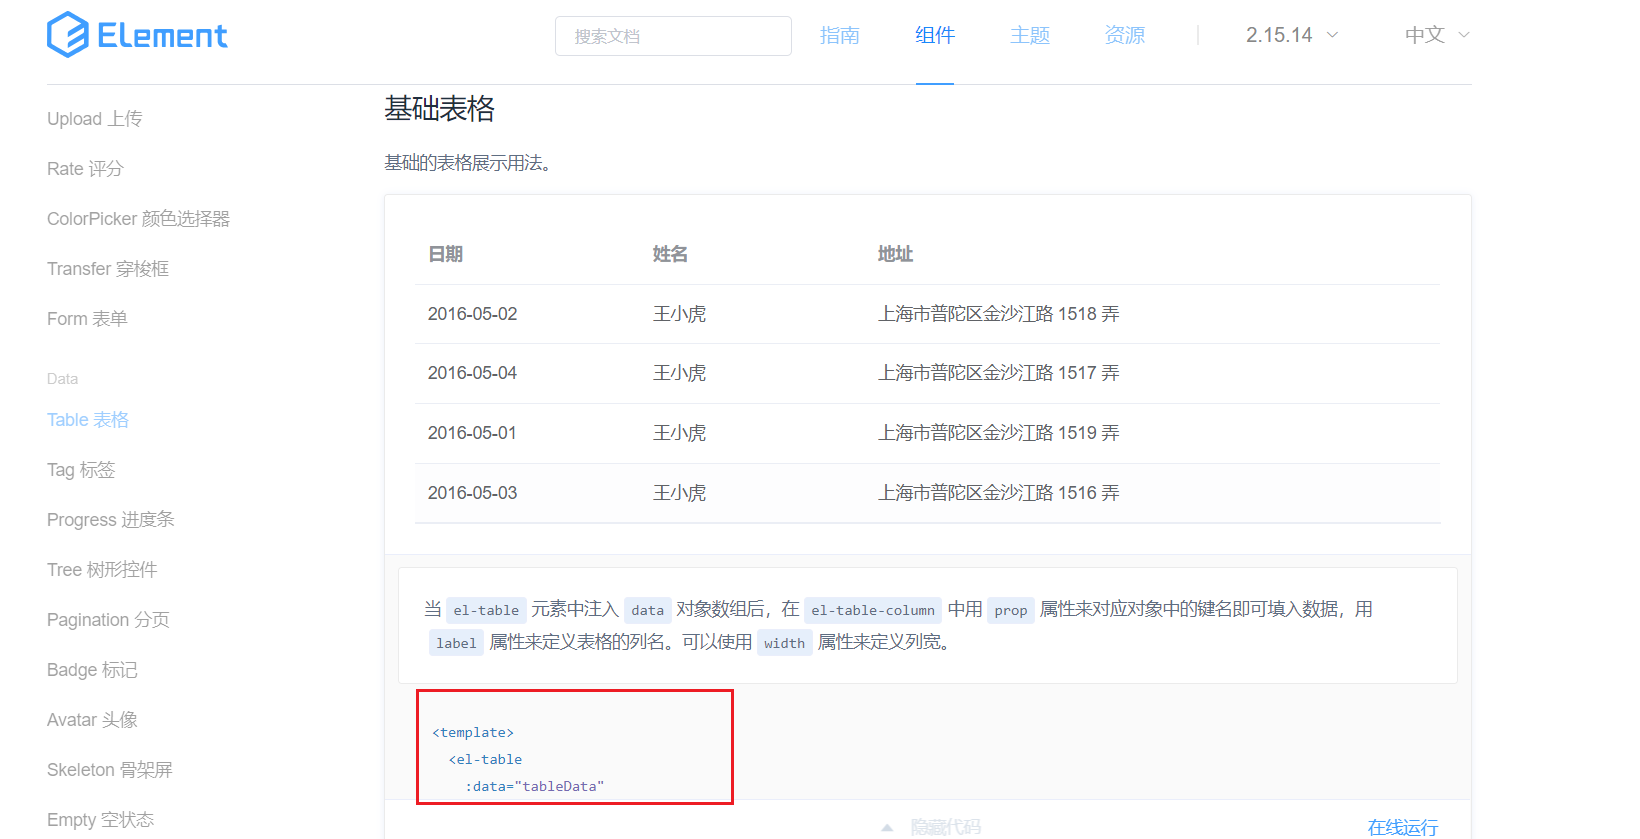 Element
搜索文档
指南
组件
主题
资源
2.15.14
中文
Upload 上传
Rate 评分
ColorPicker 颜色选择器
Transfer 穿梭框
Form 表单
Data
Table 表格
Tag 标签
Progress 进度条
Tree 树形控件
Pagination 分页
Badge 标记
Avatar 头像
Skeleton 骨架屏
Empty 空状态
基础表格
基础的表格展示用法。
日期 姓名 地址
2016-05-02 王小虎 上海市普陀区金沙江路 1518 弄
2016-05-04 王小虎 上海市普陀区金沙江路 1517 弄
2016-05-01 王小虎 上海市普陀区金沙江路 1519 弄
2016-05-03 王小虎 上海市普陀区金沙江路 1516 弄
当 el-table 元素中注入 data 对象数组后，在 el-table-column 中用 prop 属性来对应对象中的键名即可填入数据，用
label 属性来定义表格的列名。可以使用 width 属性来定义列宽。
<template>
<el-table
:data="tableData"
隐藏代码
在线运行